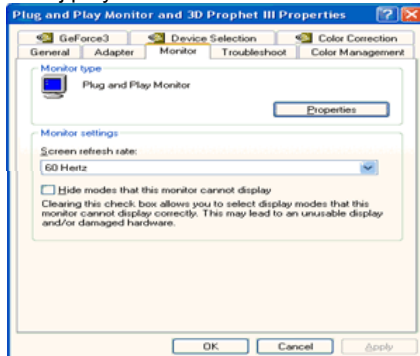 Plug and Play Monitor and 3D Prophet III Properties
GeForce3 Device Selection Color Correction
General Adapter Monitor Troubleshoot Color Management
Monitor type
Plug and Play Monitor
Properties
Monitor settings
Screen refresh rate:
60 Hertz
Hide modes that this monitor cannot display
Clearing this check box allows you to select display modes that this
monitor cannot display correctly. This may lead to an unusable display
and/or damaged hardware.
OK Cancel Apply